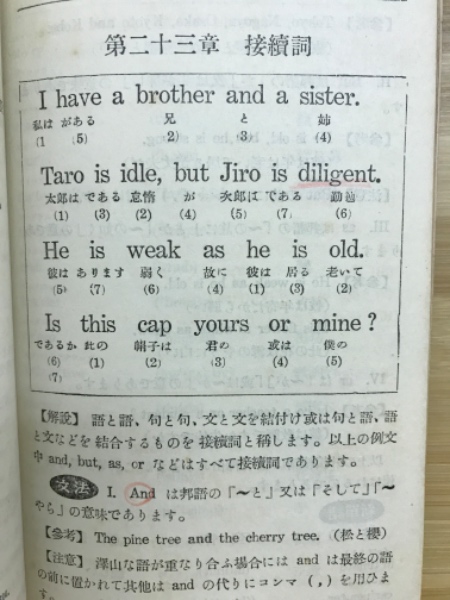 第二十三章 接續詞
I have a brother and a sister.
私は がある 兄 と 姉
(1 (5) 2) (3 (4)
Taro is idle, but Jiro is diligent.
太郎は である 怠惰 が 次郎は である 勤勉
(1) (3) (2) (4) (5) (7) (6)
He is weak as he is old.
彼は あります 弱く 故に 彼は 居る 老いて
(5) (7) (6) (4) (1) (3) (2)
Is this cap yours or mine?
であるか 此の 帽子は 君の 或は 僕の
(6) (1) (2) (3) (4) (5)
(7)
【解說】 語と語、句と句、文と文を結付け或は句と語、語
と文などを結合するものを接續詞と稱します。以上の例文
中 and, but, as, or などはすべて接續詞であります。
文法 I. And は邦語の「〜と」又は「そして」「〜
やら」の意味であります。
【參考】 The pine tree and the cherry tree. (松と櫻)
【注意】 澤山な語が重なり合ふ場合には and は最終の語
の前に置かれて其他は and の代りにコンマ (,) を用ひま
す。